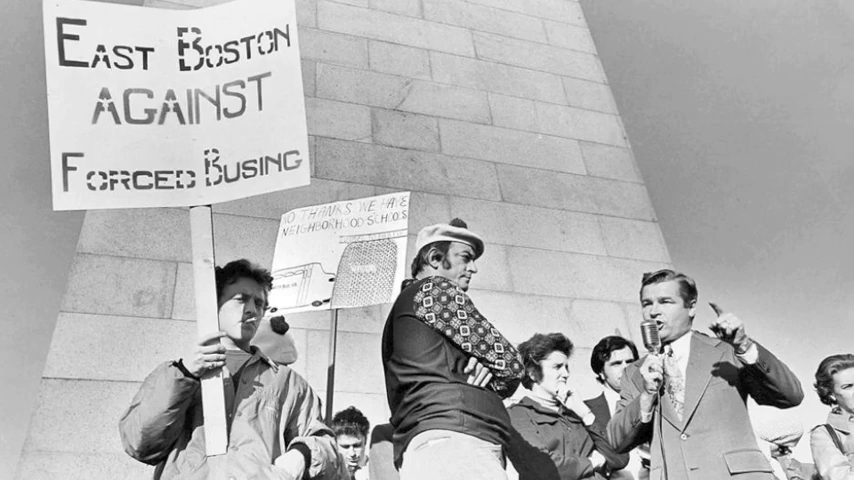 EAST BOSTON
AGAINST
FORCED BUSING
NO THANKS WE HAVE
NEIGHBORHOOD SCHOOLS